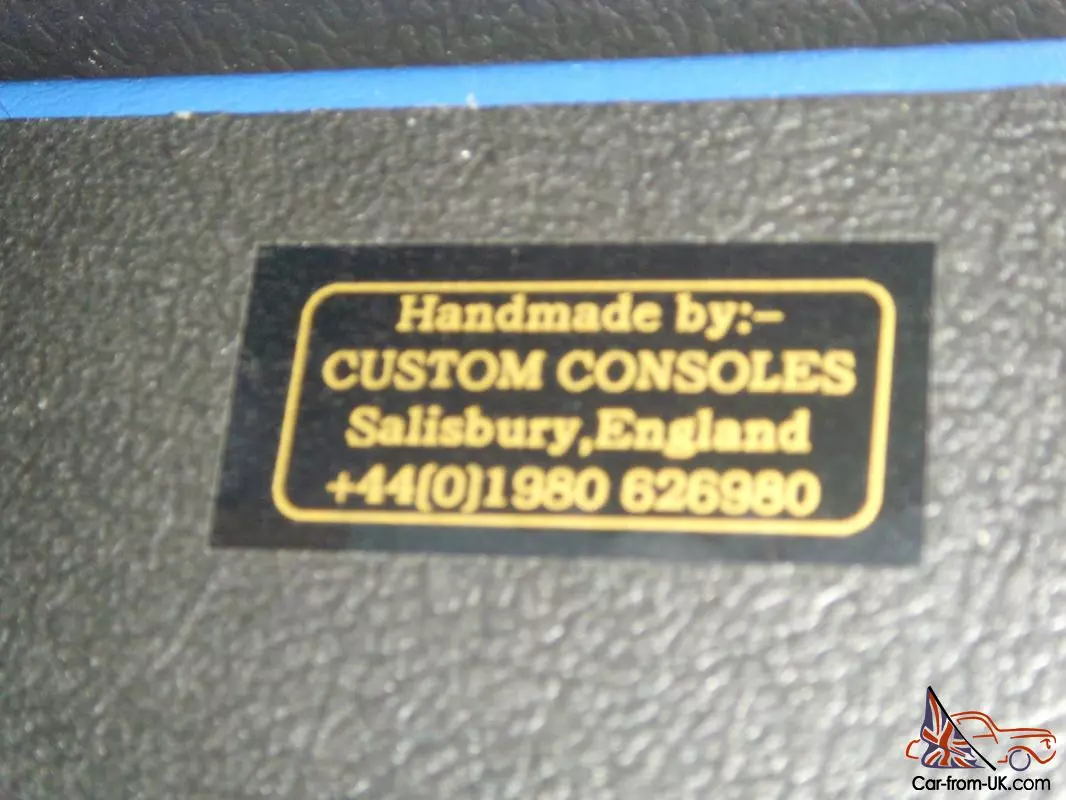 Handmade by:-
CUSTOM CONSOLES
Salisbury,England
+44(0)1980 626980
Car-from-UK.com